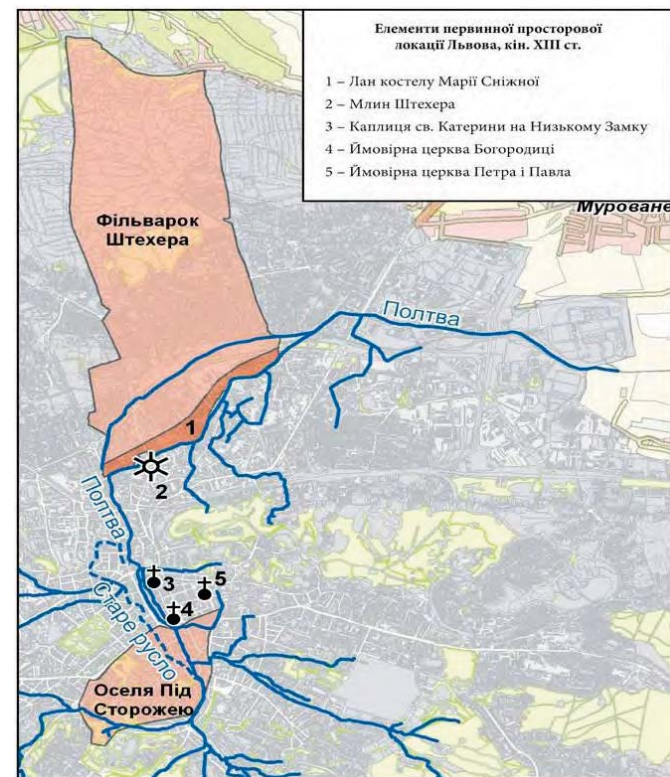 Елементи первинної просторової
локації Львова, кін. XIII ст.
1 – Лан костелу Марії Сніжної
2 – Млин Штехера
3 – Каплиця св. Катерини на Низькому Замку
4 – Ймовірна церква Богородиці
5 – Ймовірна церква Петра і Павла
Муроване
Фільварок
Штехера
Полтва
1
2
Полтва
3
5
4
Старе русло
Оселя Під
Сторожею